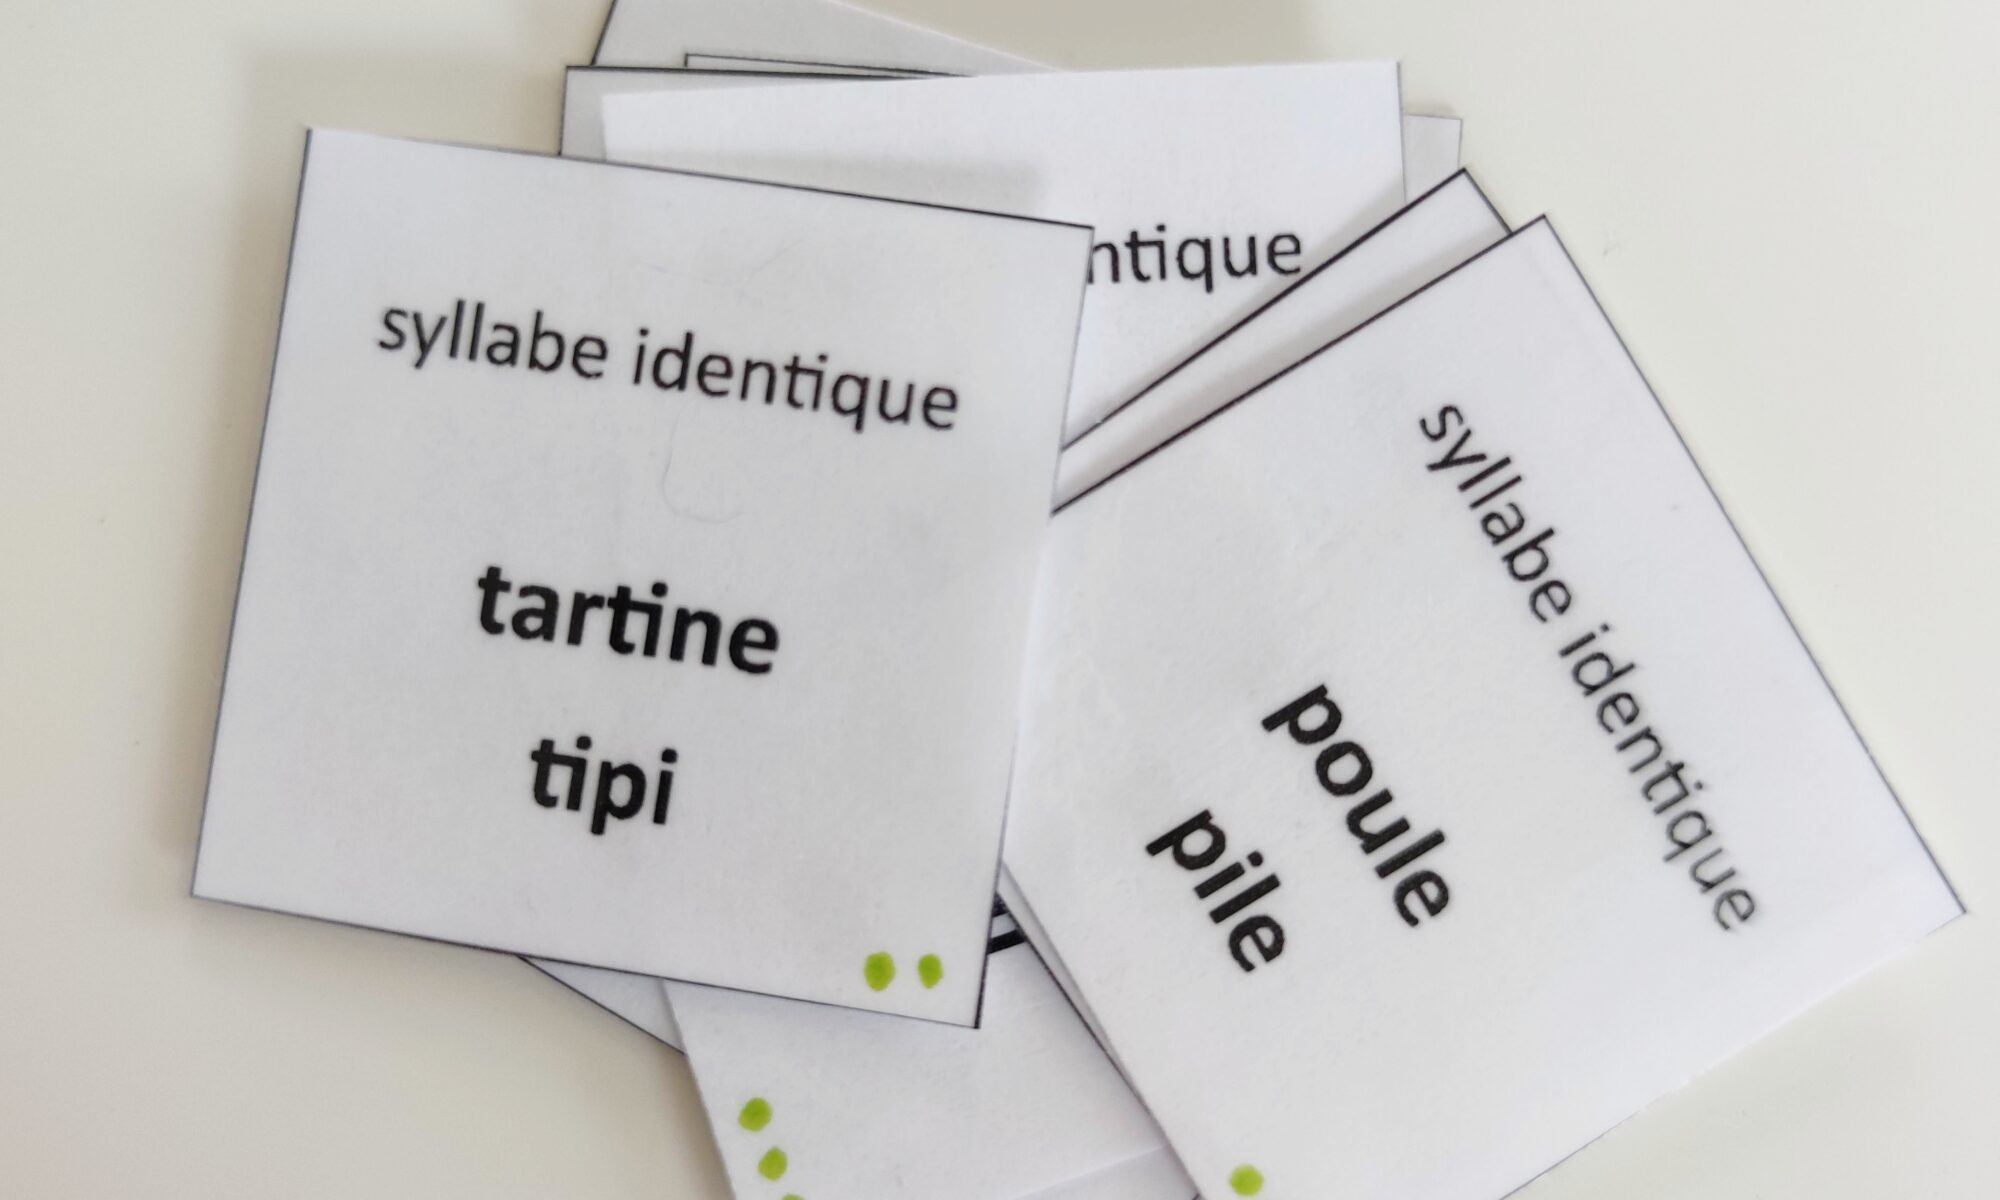 syllabe identique
tartine
tipi
ntique
syllabe identique
poule
pile